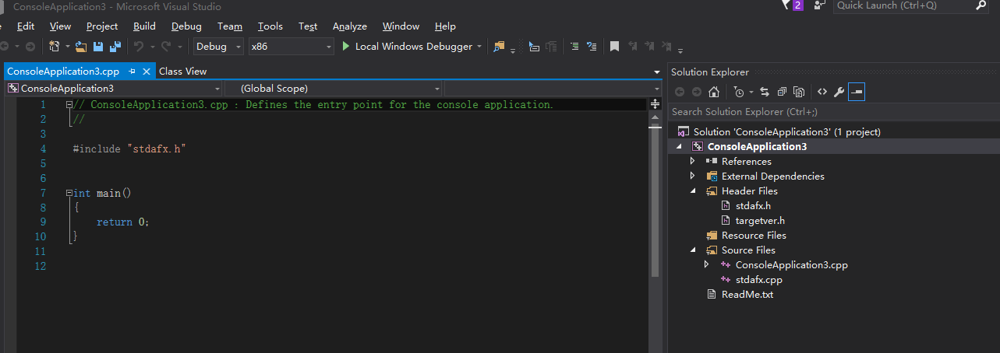 ConsoleApplication3 - Microsoft Visual Studio
2
Quick Launch (Ctrl+Q)
Edit View Project Build Debug Team Tools Test Analyze Window Help
Debug x86 Local Windows Debugger
ConsoleApplication3.cpp Class View
ConsoleApplication3 (Global Scope)
1 // ConsoleApplication3.cpp : Defines the entry point for the console application.
2 //
3
4 #include "stdafx.h"
5
6
7 int main()
8 {
9 return 0;
10 }
11
12
Solution Explorer
Search Solution Explorer (Ctrl+;)
Solution 'ConsoleApplication3' (1 project)
ConsoleApplication3
References
External Dependencies
Header Files
stdafx.h
targetver.h
Resource Files
Source Files
ConsoleApplication3.cpp
stdafx.cpp
ReadMe.txt